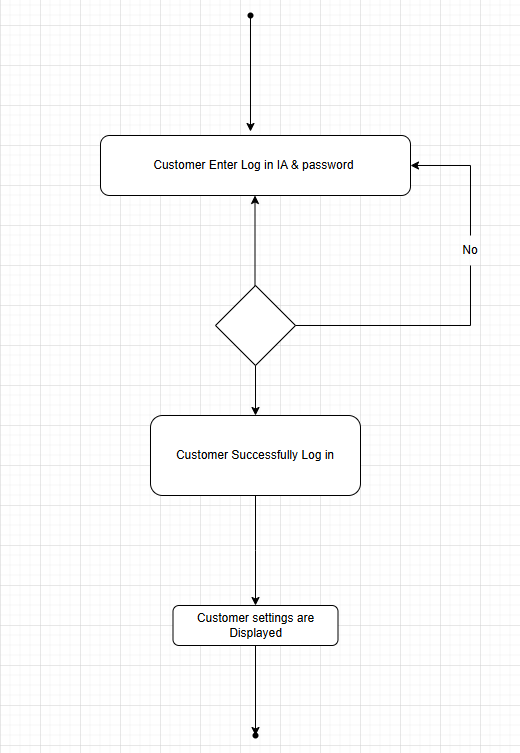 Customer Enter Log in IA & password
No
Customer Successfully Log in
Customer settings are
Displayed